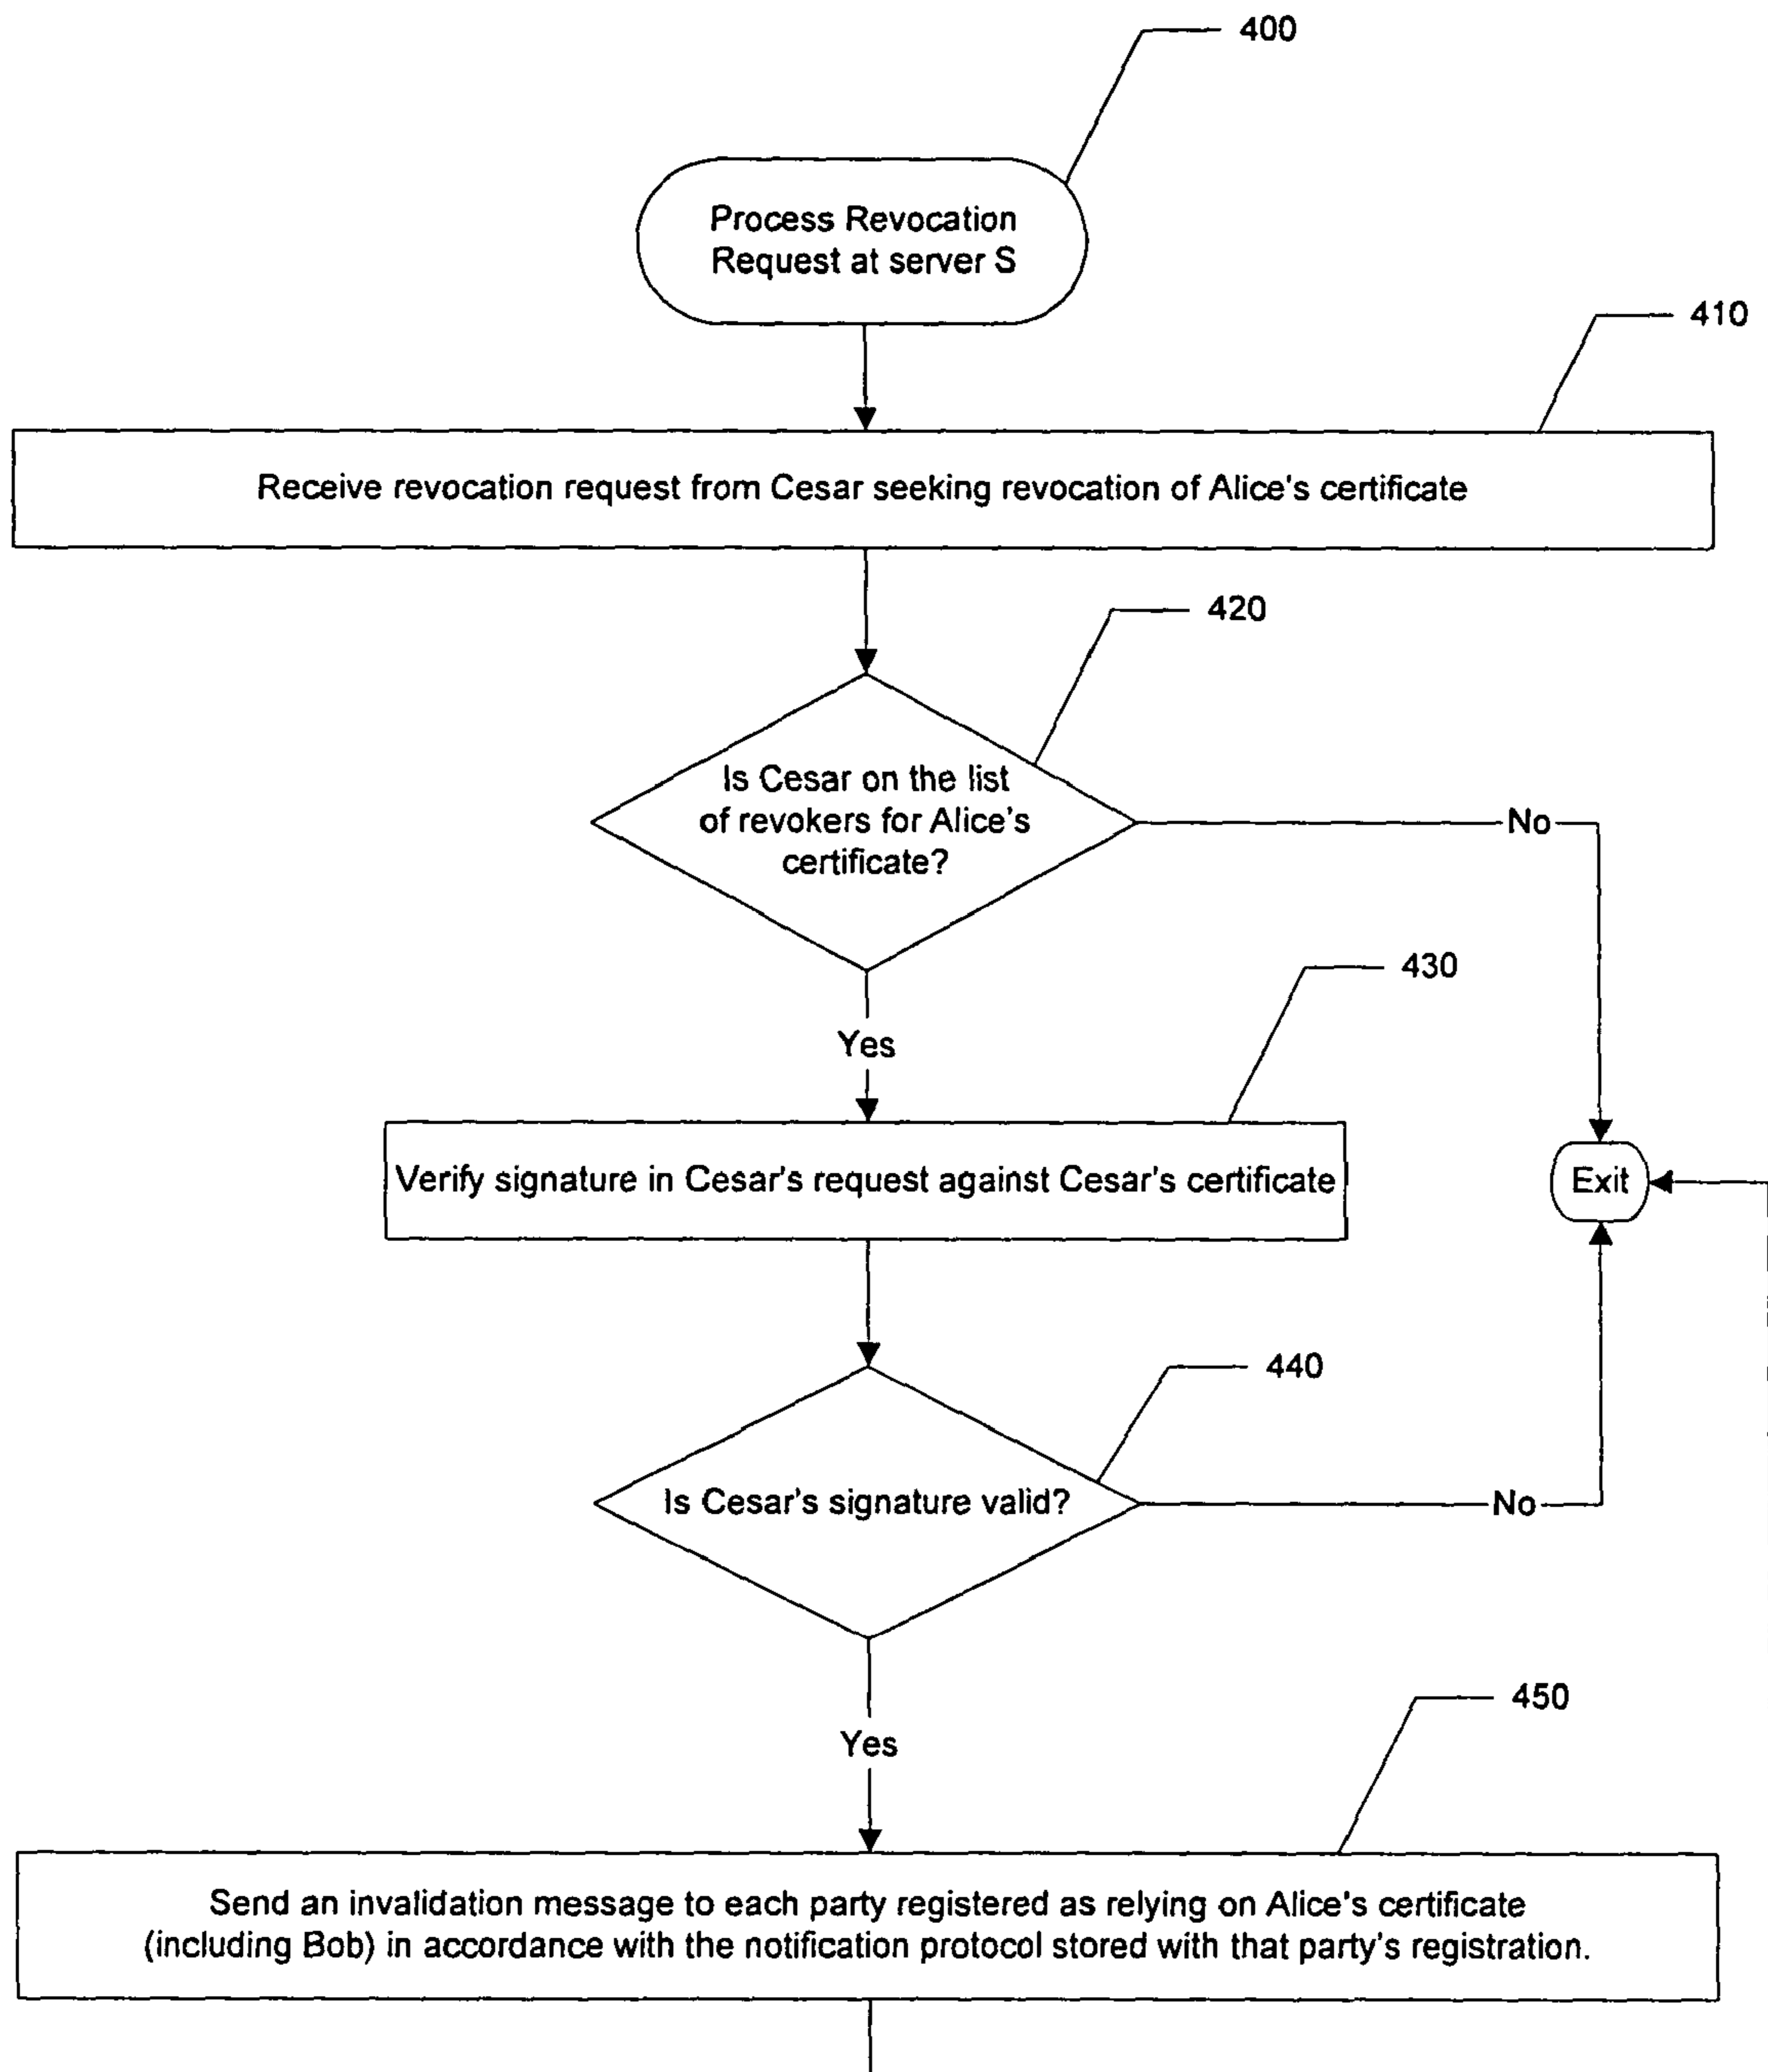 400
Process Revocation
Request at server S
410
Receive revocation request from Cesar seeking revocation of Alice's certificate
420
Is Cesar on the list
of revokers for Alice's
certificate?
No
430
Yes
Verify signature in Cesar's request against Cesar's certificate
Exit
440
Is Cesar's signature valid?
No
450
Yes
Send an invalidation message to each party registered as relying on Alice's certificate
(including Bob) in accordance with the notification protocol stored with that party's registration.